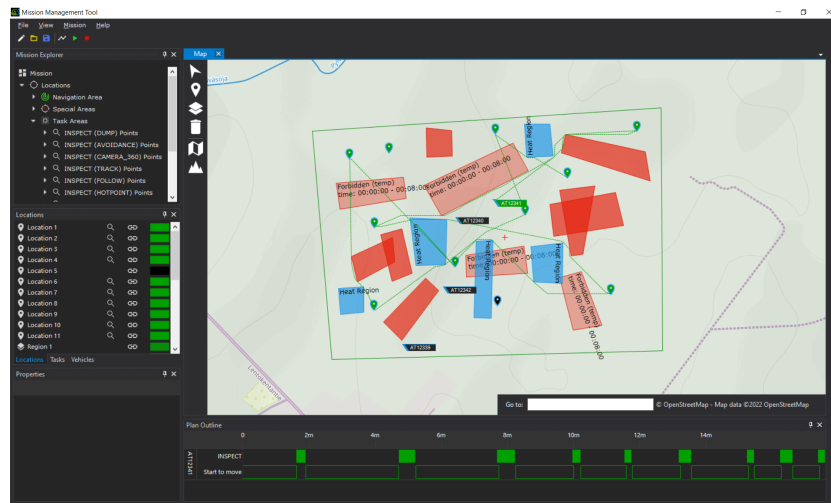 Mission Management Tool
File View Mission Help
Mission Explorer
Mission
Locations
Navigation Area
Special Areas
Task Areas
INSPECT (DUMP) Points
INSPECT (AVOIDANCE) Points
INSPECT (CAMERA_360) Points
INSPECT (TRACK) Points
INSPECT (FOLLOW) Points
INSPECT (HOTPOINT) Points
Locations
Location 1
Location 2
Location 3
Location 4
Location 5
Location 6
Location 7
Location 8
Location 9
Location 10
Location 11
Region 1
Locations Tasks Vehicles
Properties
Map
Heat Region
Forbidden (temp)
time: 00:00:00 - 00:08:00
Forbidden (temp)
time: 00:00:00 - 00:08:00
AT12341
AT12340
Heat Region
Heat Region
Forbidden (temp)
time: 00:00:00 - 00:08:00
Heat Region
Heat Region
AT12342
Forbidden (temp)
time: 00:00:00 - 00:08:00
AT12339
Lentokentäntie
Go to:
© OpenStreetMap - Map data ©2022 OpenStreetMap
Plan Outline
0 2m 4m 6m 8m 10m 12m 14m
AT12341
INSPECT
Start to move